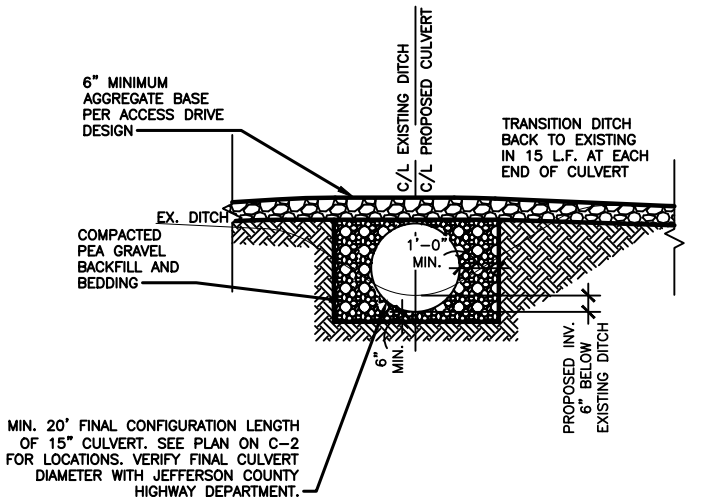 6" MINIMUM
AGGREGATE BASE
PER ACCESS DRIVE
DESIGN
C/L EXISTING DITCH
C/L PROPOSED CULVERT
TRANSITION DITCH
BACK TO EXISTING
IN 15 L.F. AT EACH
END OF CULVERT
EX. DITCH
COMPACTED
PEA GRAVEL
BACKFILL AND
BEDDING
1'-0"
MIN.
6"
MIN.
PROPOSED INV.
6" BELOW
EXISTING DITCH
MIN. 20' FINAL CONFIGURATION LENGTH
OF 15" CULVERT. SEE PLAN ON C-2
FOR LOCATIONS. VERIFY FINAL CULVERT
DIAMETER WITH JEFFERSON COUNTY
HIGHWAY DEPARTMENT.